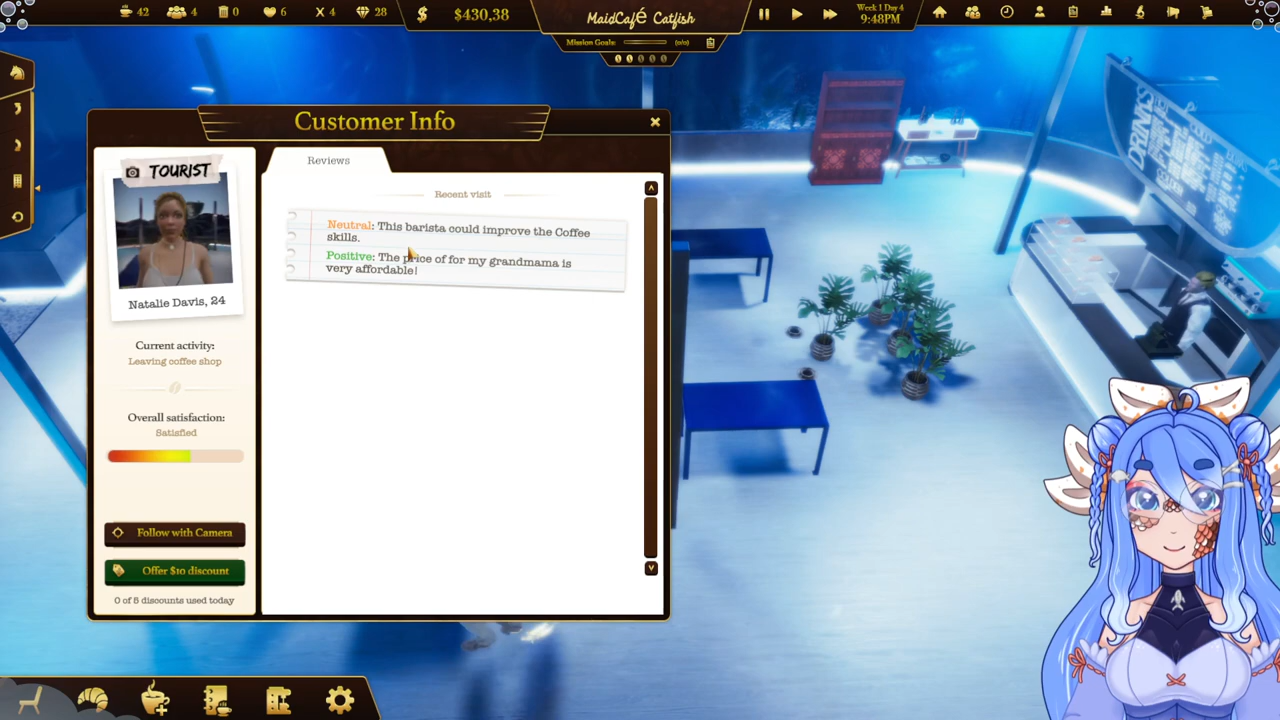 42 4 0 6 4 28 $430,38
MaidCafé Catfish
Week 1 Day 4
9:48PM
Mission Goals: (0/0)
Customer Info
TOURIST
Natalie Davis, 24
Current activity:
Leaving coffee shop
Overall satisfaction:
Satisfied
Follow with Camera
Offer $10 discount
0 of 5 discounts used today
Reviews
Recent visit
Neutral: This barista could improve the Coffee
skills.
Positive: The price of for my grandmama is
very affordable!
DRINKS